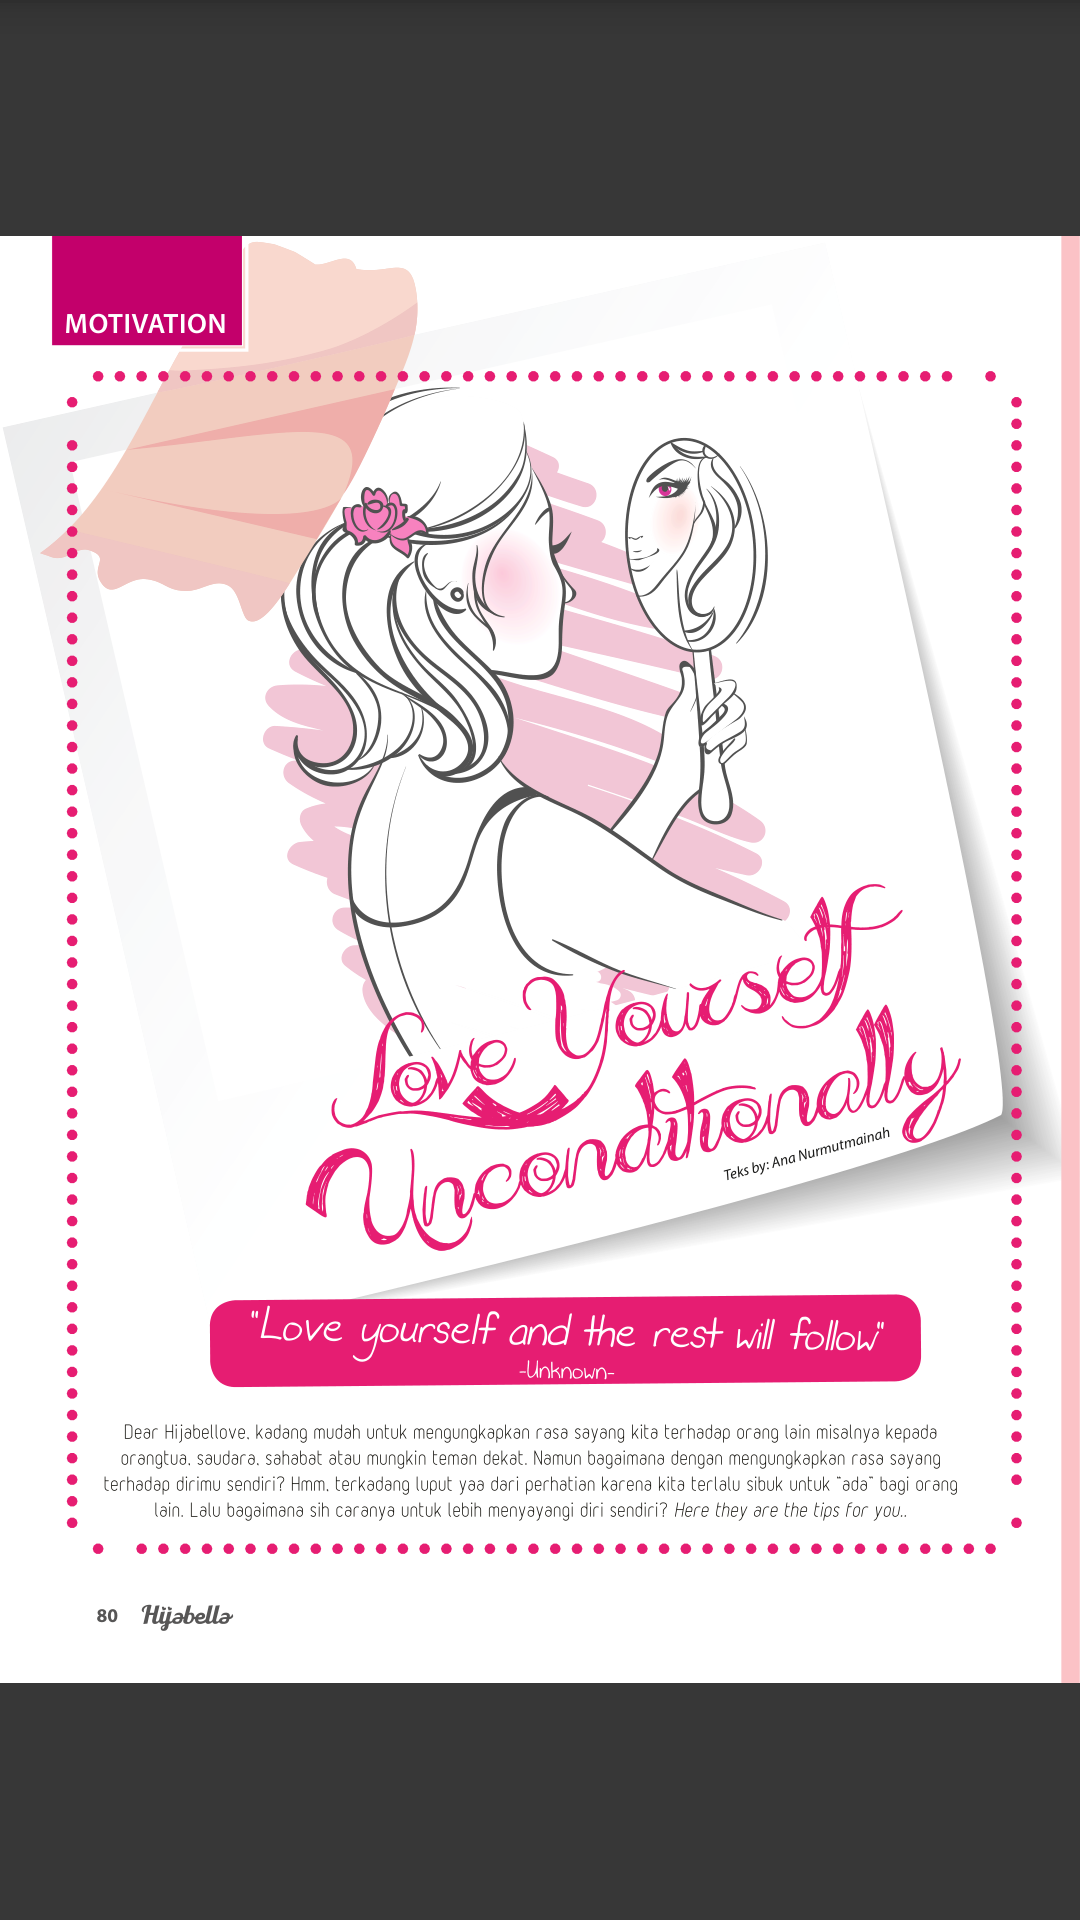 MOTIVATION
Love Yourself
Unconditionally
Teks by: Ana Nurmutmainah
"Love yourself and the rest will follow"
-Unknown-
Dear Hijabellove, kadang mudah untuk mengungkapkan rasa sayang kita terhadap orang lain misalnya kepada
orangtua, saudara, sahabat atau mungkin teman dekat. Namun bagaimana dengan mengungkapkan rasa sayang
terhadap dirimu sendiri? Hmm, terkadang luput yaa dari perhatian karena kita terlalu sibuk untuk "ada" bagi orang
lain. Lalu bagaimana sih caranya untuk lebih menyayangi diri sendiri? Here they are the tips for you..
80 Hijabella